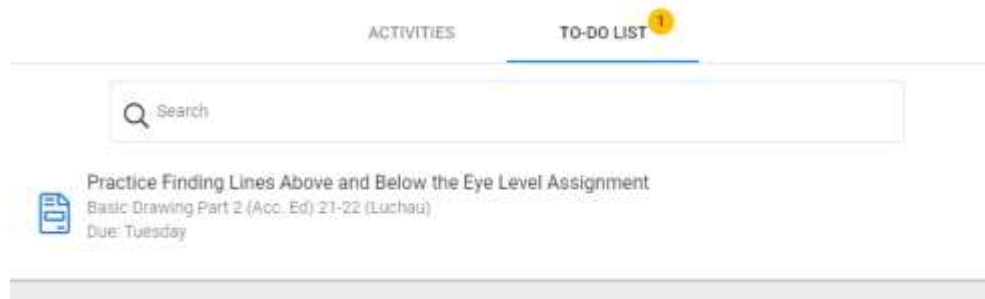 ACTIVITIES
TO-DO LIST
1
Search
Practice Finding Lines Above and Below the Eye Level Assignment
Basic Drawing Part 2 (Acc. Ed) 21-22 (Luchau)
Due: Tuesday